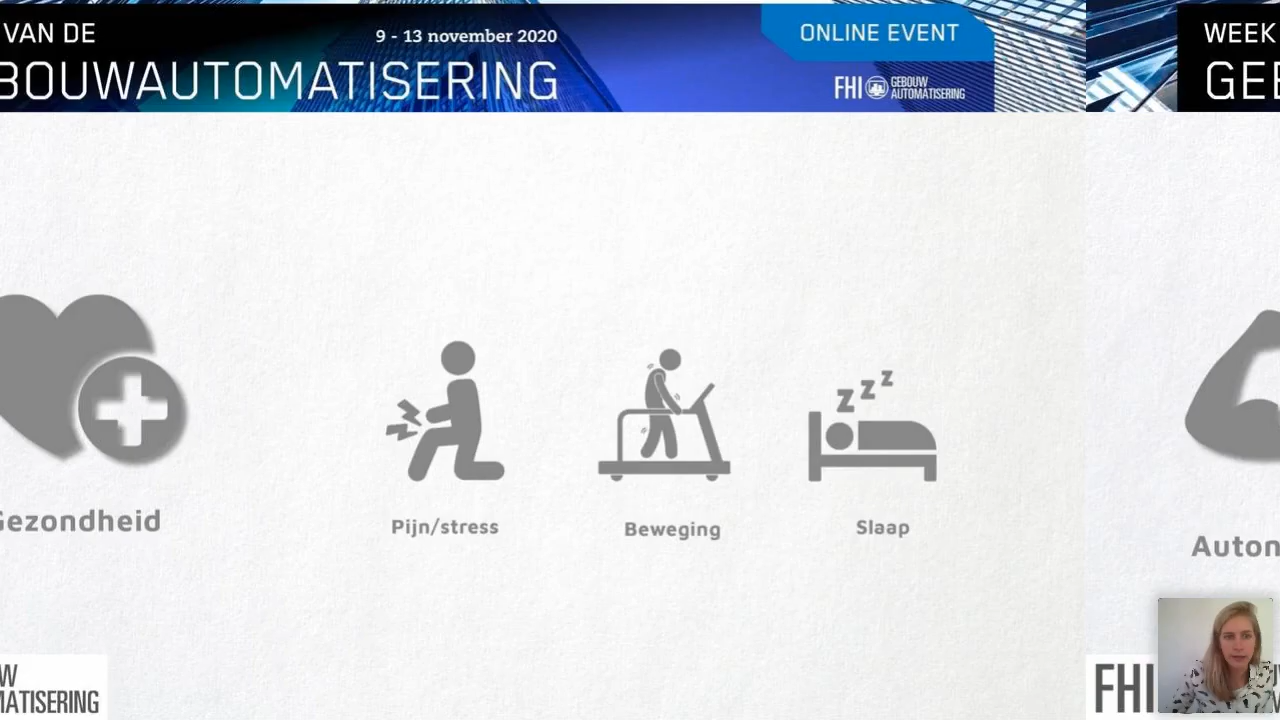 VAN DE
BOUWAUTOMATISERING
9 - 13 november 2020
ONLINE EVENT
FHI GEBOUW
AUTOMATISERING
WEEK
GEB
Gezondheid
Pijn/stress
Beweging
Slaap
Auton
W
MATISERING
FHI